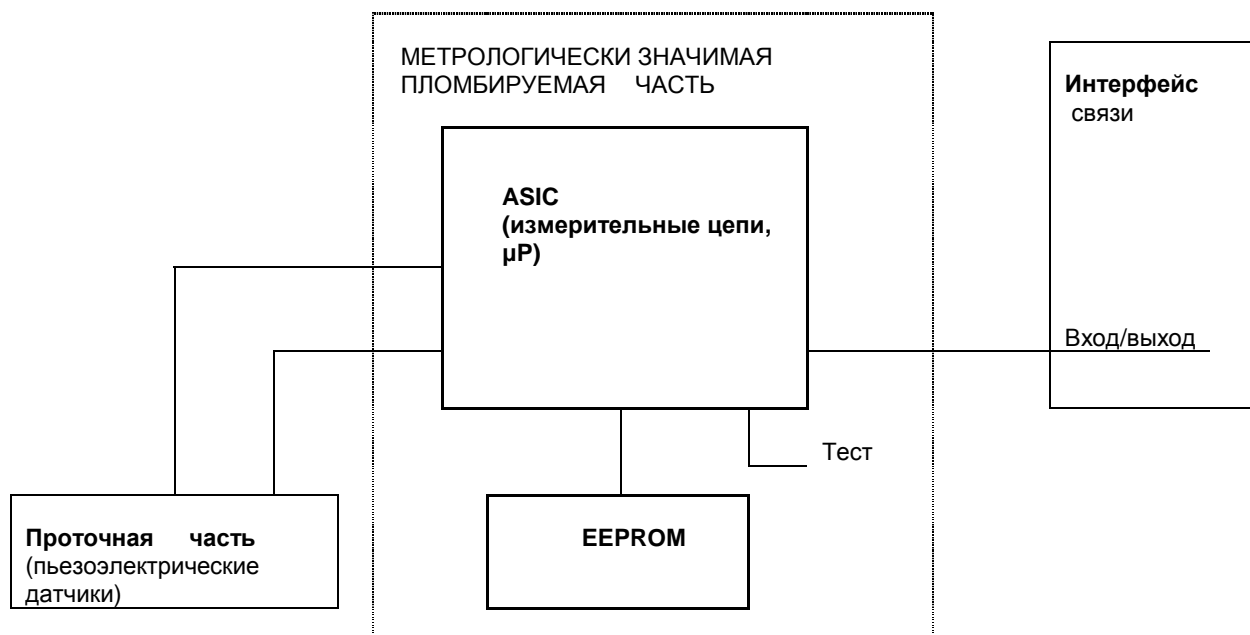 МЕТРОЛОГИЧЕСКИ ЗНАЧИМАЯ
ПЛОМБИРУЕМАЯ ЧАСТЬ
Интерфейс
связи
ASIC
(измерительные цепи,
µP)
Вход/выход
Тест
Проточная часть
(пьезоэлектрические
датчики)
EEPROM